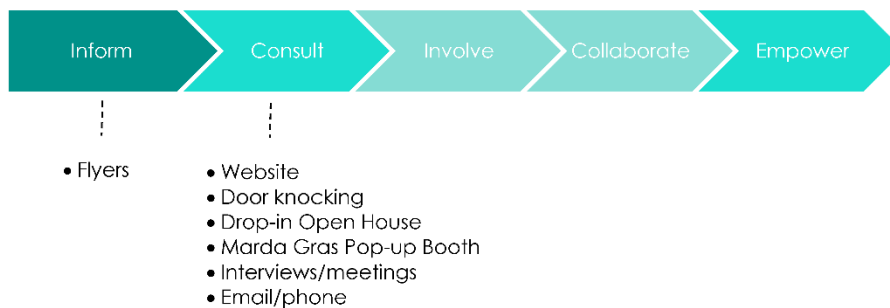 Inform
Consult
Involve
Collaborate
Empower
• Flyers
• Website
• Door knocking
• Drop-in Open House
• Marda Gras Pop-up Booth
• Interviews/meetings
• Email/phone